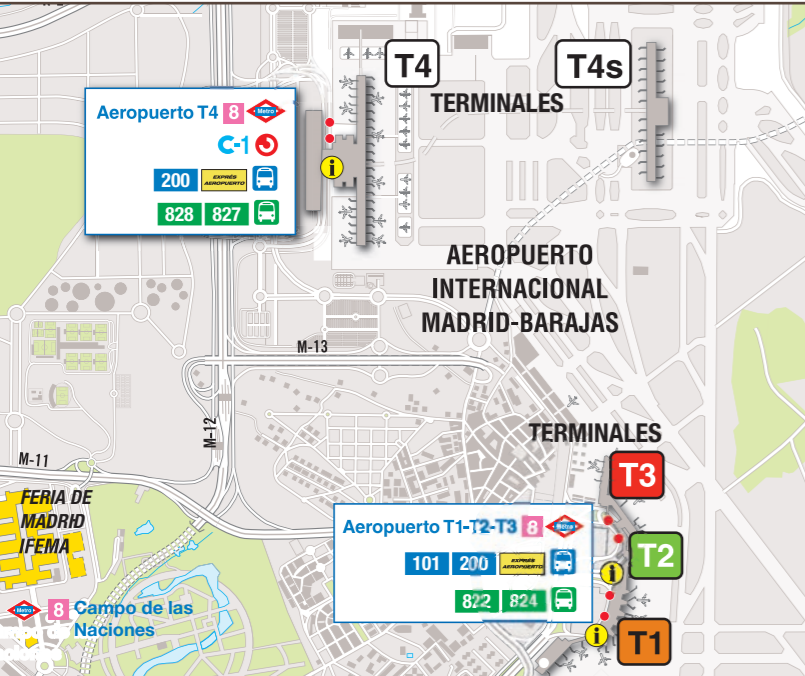 T4
T4s
TERMINALES
Aeropuerto T4 8 Metro
C-1
200 EXPRÉS AEROPUERTO
828 827
i
AEROPUERTO
INTERNACIONAL
MADRID-BARAJAS
M-13
M-12
M-11
TERMINALES
T3
FERIA DE
MADRID
IFEMA
Aeropuerto T1-T2-T3 8 Metro
101 200 EXPRÉS AEROPUERTO
822 824
T2
i
i
T1
Metro 8 Campo de las
Naciones